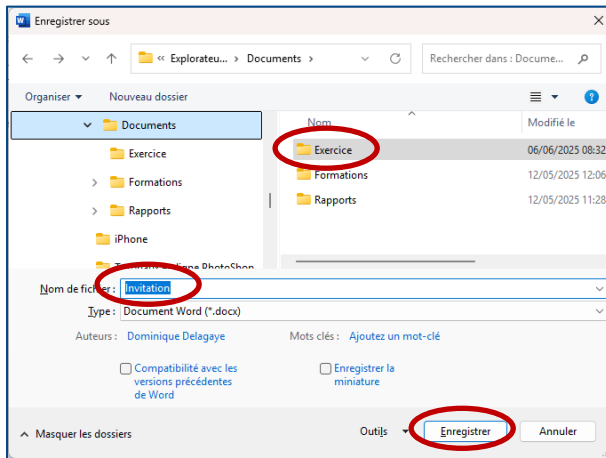 Enregistrer sous
« Explorateu... › Documents ›
Rechercher dans : Docume...
Organiser
Nouveau dossier
Documents
Exercice
Formations
Rapports
iPhone
Nom
Modifié le
Exercice
06/06/2025 08:32
Formations
12/05/2025 12:06
Rapports
12/05/2025 11:28
PhotoShop
Nom de fichier :
Invitation
Type :
Document Word (*.docx)
Auteurs :
Dominique Delagaye
Mots clés :
Ajoutez un mot-clé
Compatibilité avec les
versions précédentes
de Word
Enregistrer la
miniature
Masquer les dossiers
Outils
Enregistrer
Annuler